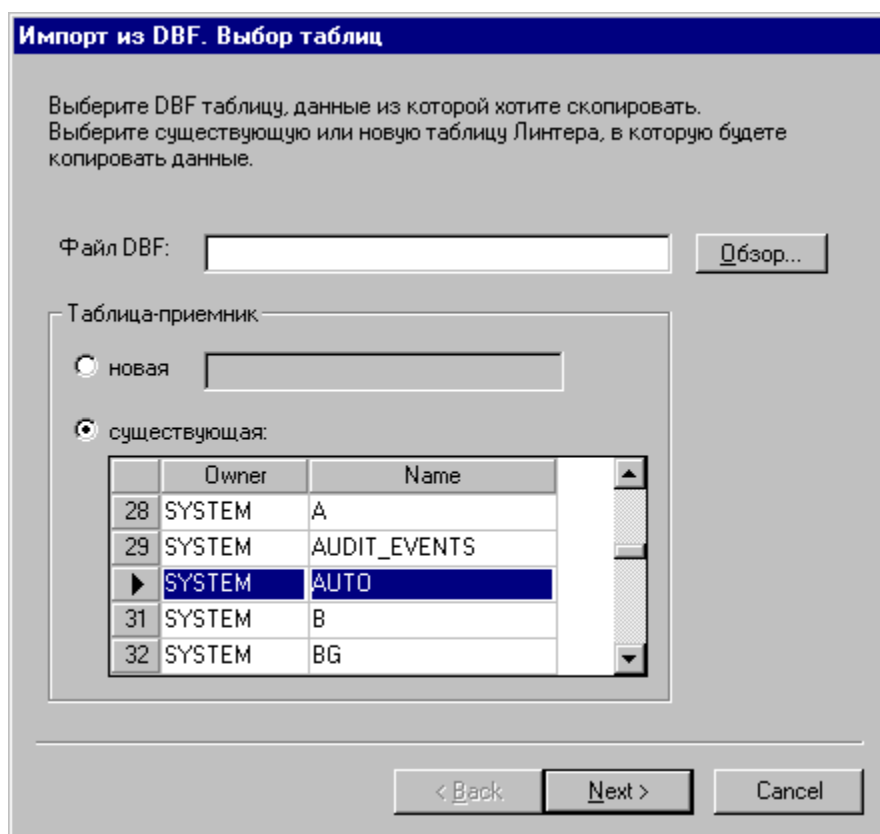 Импорт из DBF. Выбор таблиц
Выберите DBF таблицу, данные из которой хотите скопировать.
Выберите существующую или новую таблицу Линтера, в которую будете
копировать данные.
Файл DBF:
Обзор...
Таблица-приемник
новая
существующая:
Owner Name
28 SYSTEM A
29 SYSTEM AUDIT_EVENTS
SYSTEM AUTO
31 SYSTEM B
32 SYSTEM BG
< Back Next > Cancel